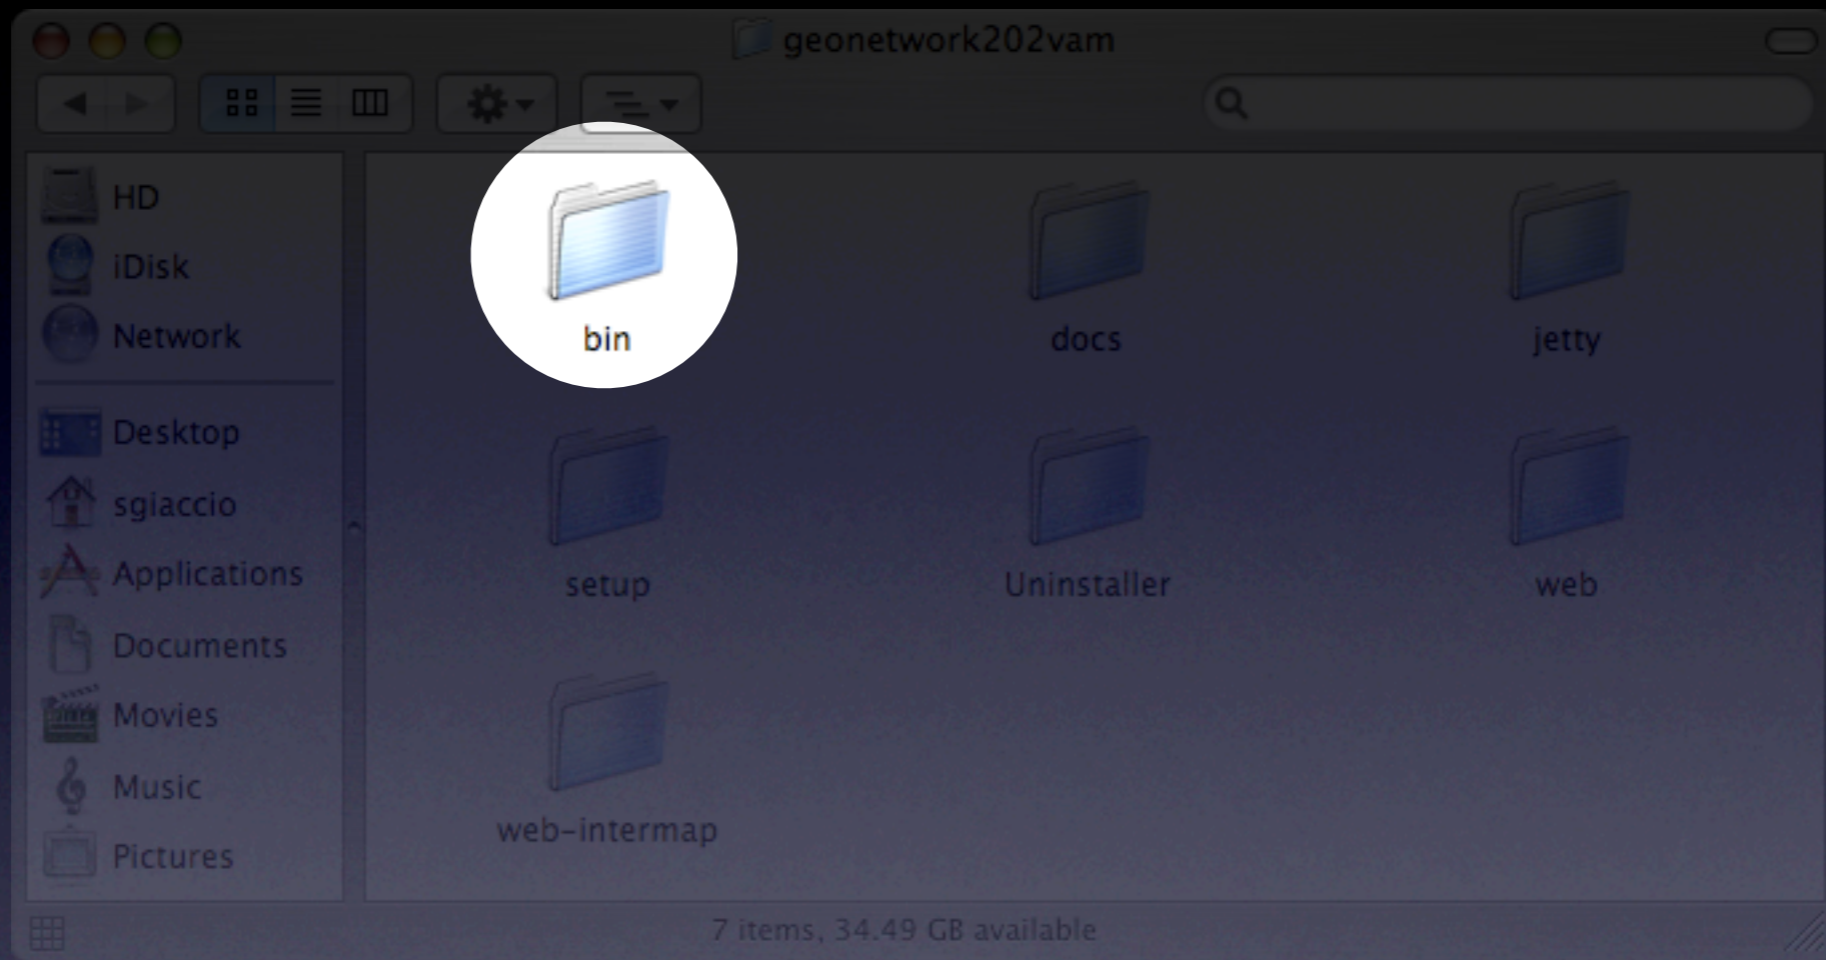 geonetwork202vam
HD
iDisk
Network
Desktop
sgiaccio
Applications
Documents
Movies
Music
Pictures
bin
docs
jetty
setup
Uninstaller
web
web-intermap
7 items, 34.49 GB available